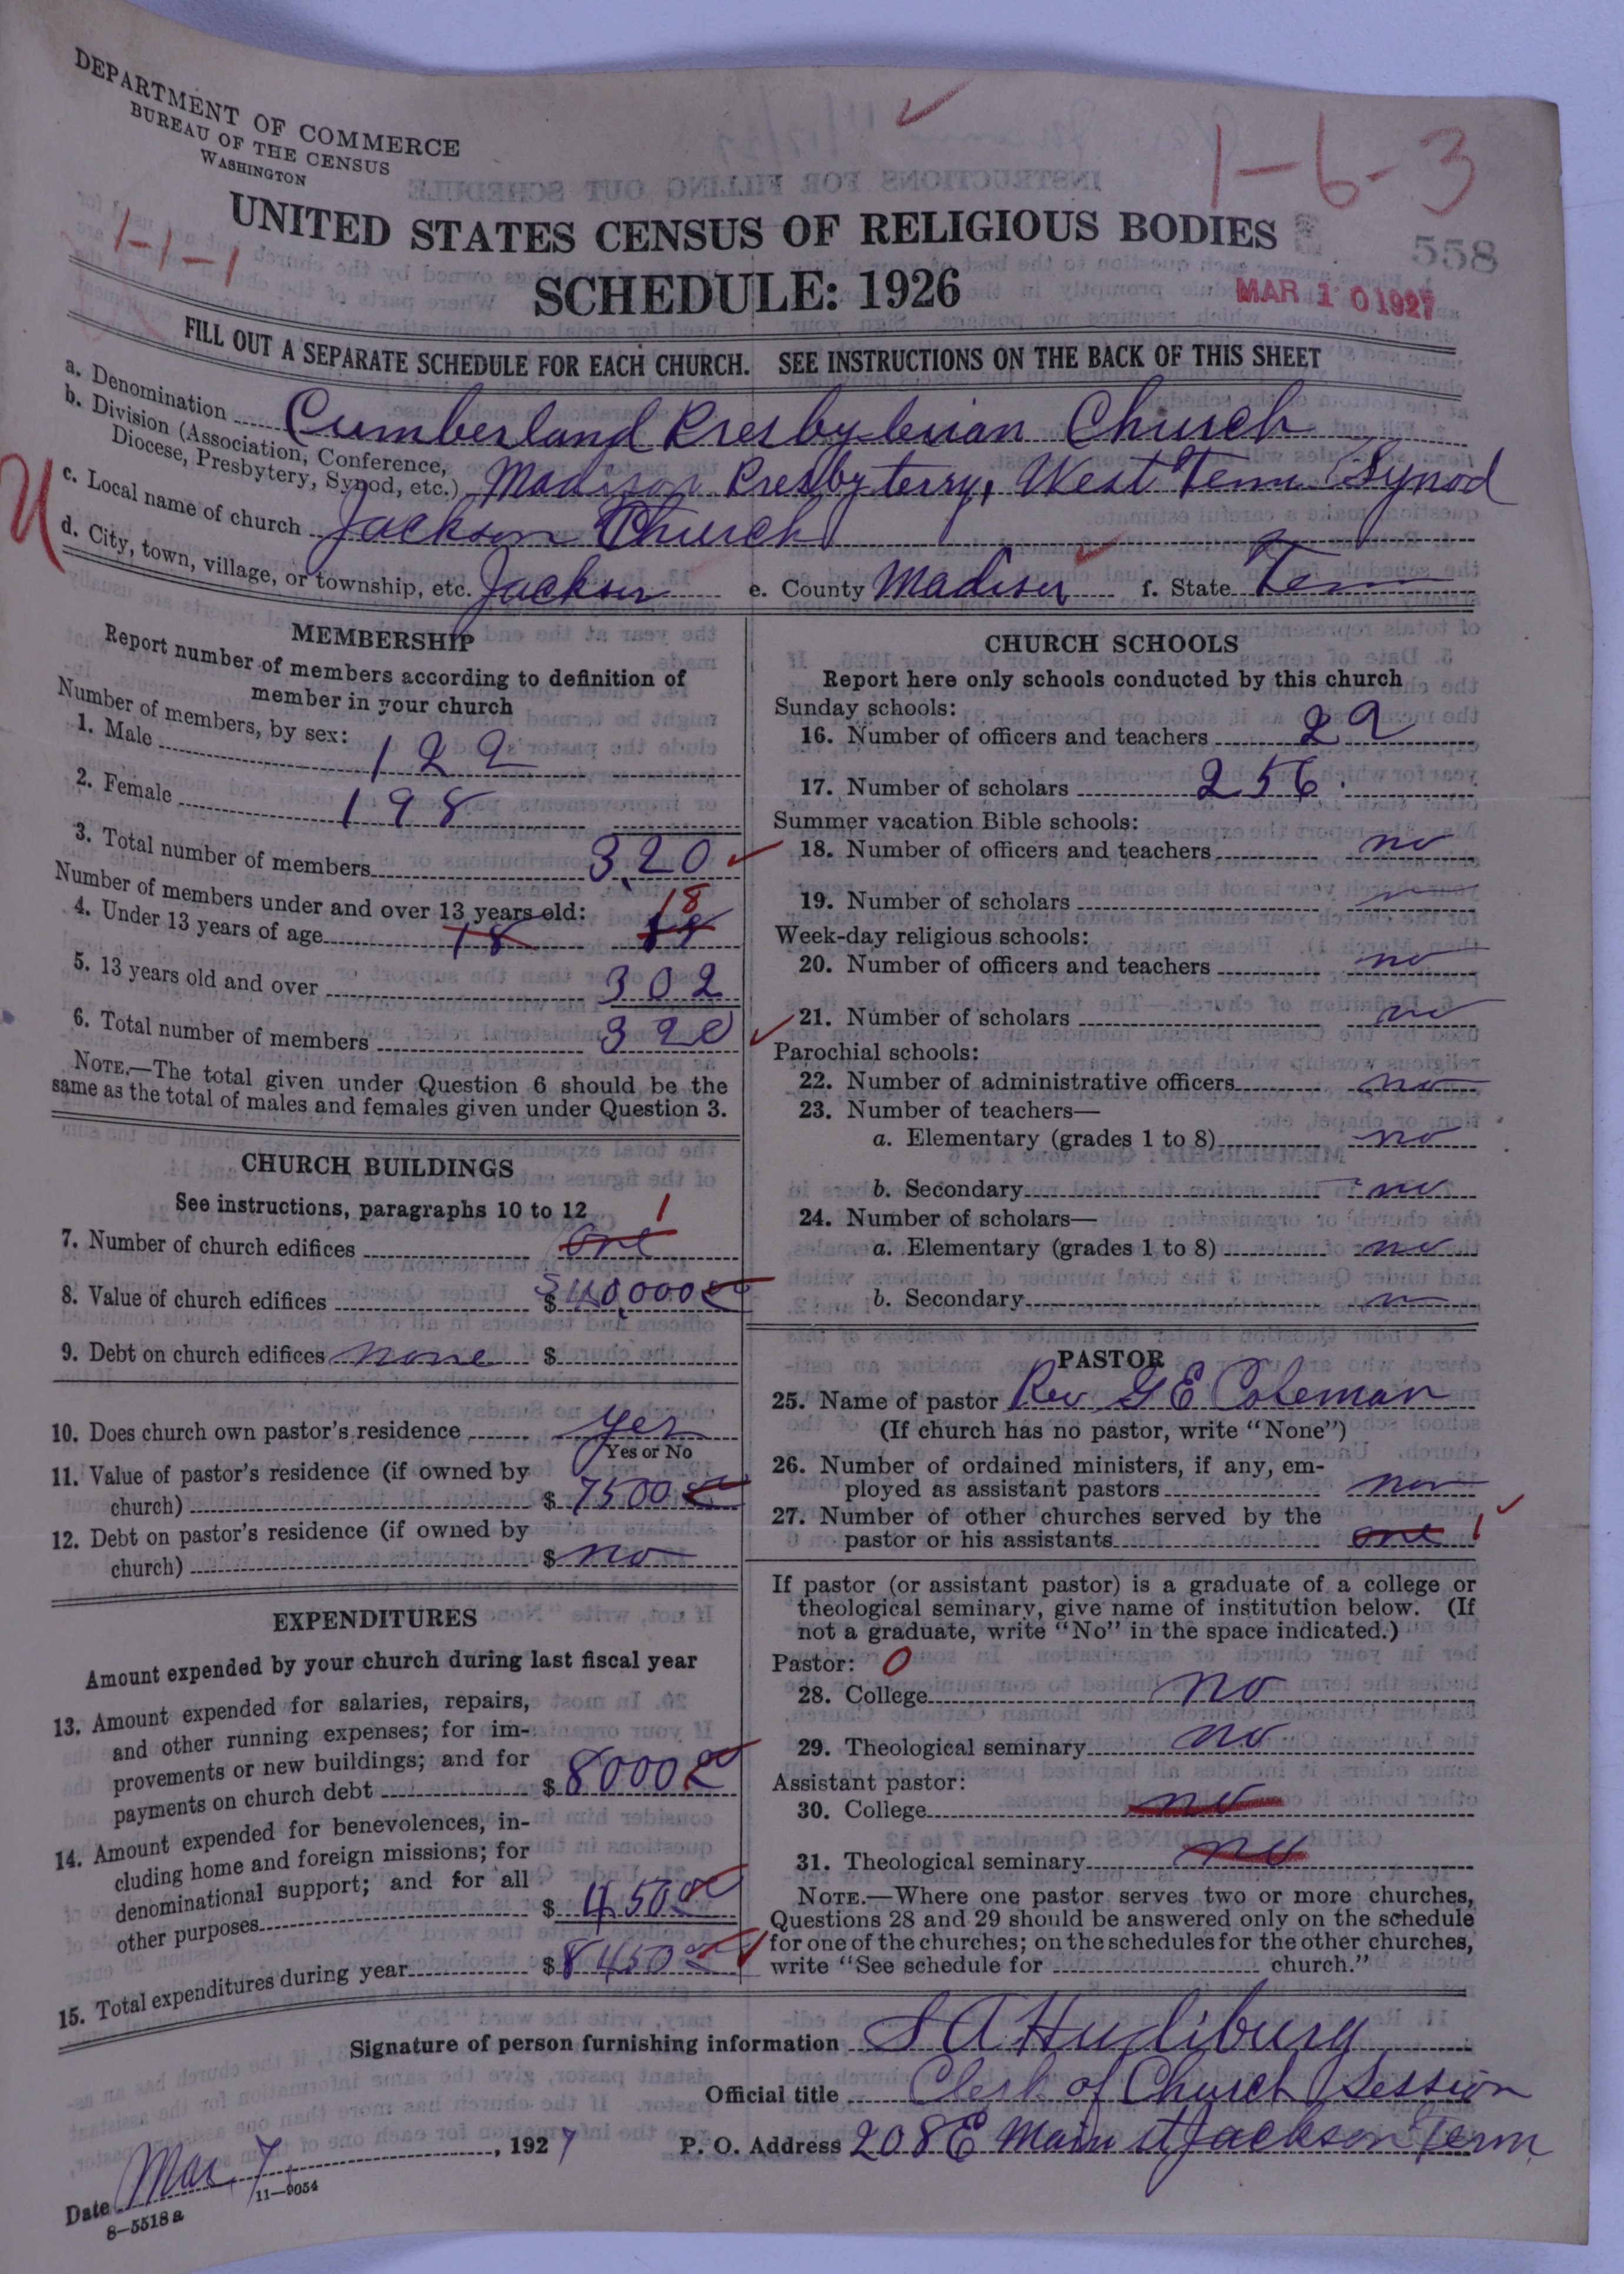 DEPARTMENT OF COMMERCE
BUREAU OF THE CENSUS
WASHINGTON
1-6-3
1-1-1
UNITED STATES CENSUS OF RELIGIOUS BODIES
558
SCHEDULE: 1926
MAR 10 1927
FILL OUT A SEPARATE SCHEDULE FOR EACH CHURCH. SEE INSTRUCTIONS ON THE BACK OF THIS SHEET
a. Denomination Cumberland Presbyterian Church
b. Division (Association, Conference, Diocese, Presbytery, Synod, etc.) Madison Presbyterry, West Tenn Synod
c. Local name of church Jackson Church
d. City, town, village, or township, etc. Jackson e. County Madison f. State Tenn
MEMBERSHIP
Report number of members according to definition of
member in your church
Number of members, by sex:
1. Male 122
2. Female 198
3. Total number of members 320
Number of members under and over 13 years old:
4. Under 13 years of age 18 18
5. 13 years old and over 302
6. Total number of members 320
NOTE.—The total given under Question 6 should be the
same as the total of males and females given under Question 3.
CHURCH BUILDINGS
See instructions, paragraphs 10 to 12
7. Number of church edifices one 1
8. Value of church edifices $
9. Debt on church edifices none $
10. Does church own pastor's residence yes
Yes or No
11. Value of pastor's residence (if owned by
church) $ 7500
12. Debt on pastor's residence (if owned by
church) $ no
EXPENDITURES
Amount expended by your church during last fiscal year
13. Amount expended for salaries, repairs,
and other running expenses; for im-
provements or new buildings; and for
payments on church debt $ 8000
14. Amount expended for benevolences, in-
cluding home and foreign missions; for
denominational support; and for all
other purposes $ 450
15. Total expenditures during year $ 8450
CHURCH SCHOOLS
Report here only schools conducted by this church
Sunday schools:
16. Number of officers and teachers 22
17. Number of scholars 256
Summer vacation Bible schools:
18. Number of officers and teachers no
19. Number of scholars
Week-day religious schools:
20. Number of officers and teachers no
21. Number of scholars no
Parochial schools:
22. Number of administrative officers no
23. Number of teachers—
a. Elementary (grades 1 to 8) no
b. Secondary no
24. Number of scholars—
a. Elementary (grades 1 to 8) no
b. Secondary
PASTOR
25. Name of pastor Rev G E Coleman
(If church has no pastor, write "None")
26. Number of ordained ministers, if any, em-
ployed as assistant pastors
27. Number of other churches served by the
pastor or his assistants one 1
If pastor (or assistant pastor) is a graduate of a college or
theological seminary, give name of institution below. (If
not a graduate, write "No" in the space indicated.)
Pastor: 0
28. College no
29. Theological seminary no
Assistant pastor:
30. College no
31. Theological seminary no
NOTE.—Where one pastor serves two or more churches,
Questions 28 and 29 should be answered only on the schedule
for one of the churches; on the schedules for the other churches,
write "See schedule for church."
Signature of person furnishing information S A Hudiburg
Official title Clerk of Church Session
Date Mar 7, 1927 P. O. Address 208 E Main st Jackson Tenn
8-5518 a
11-9054